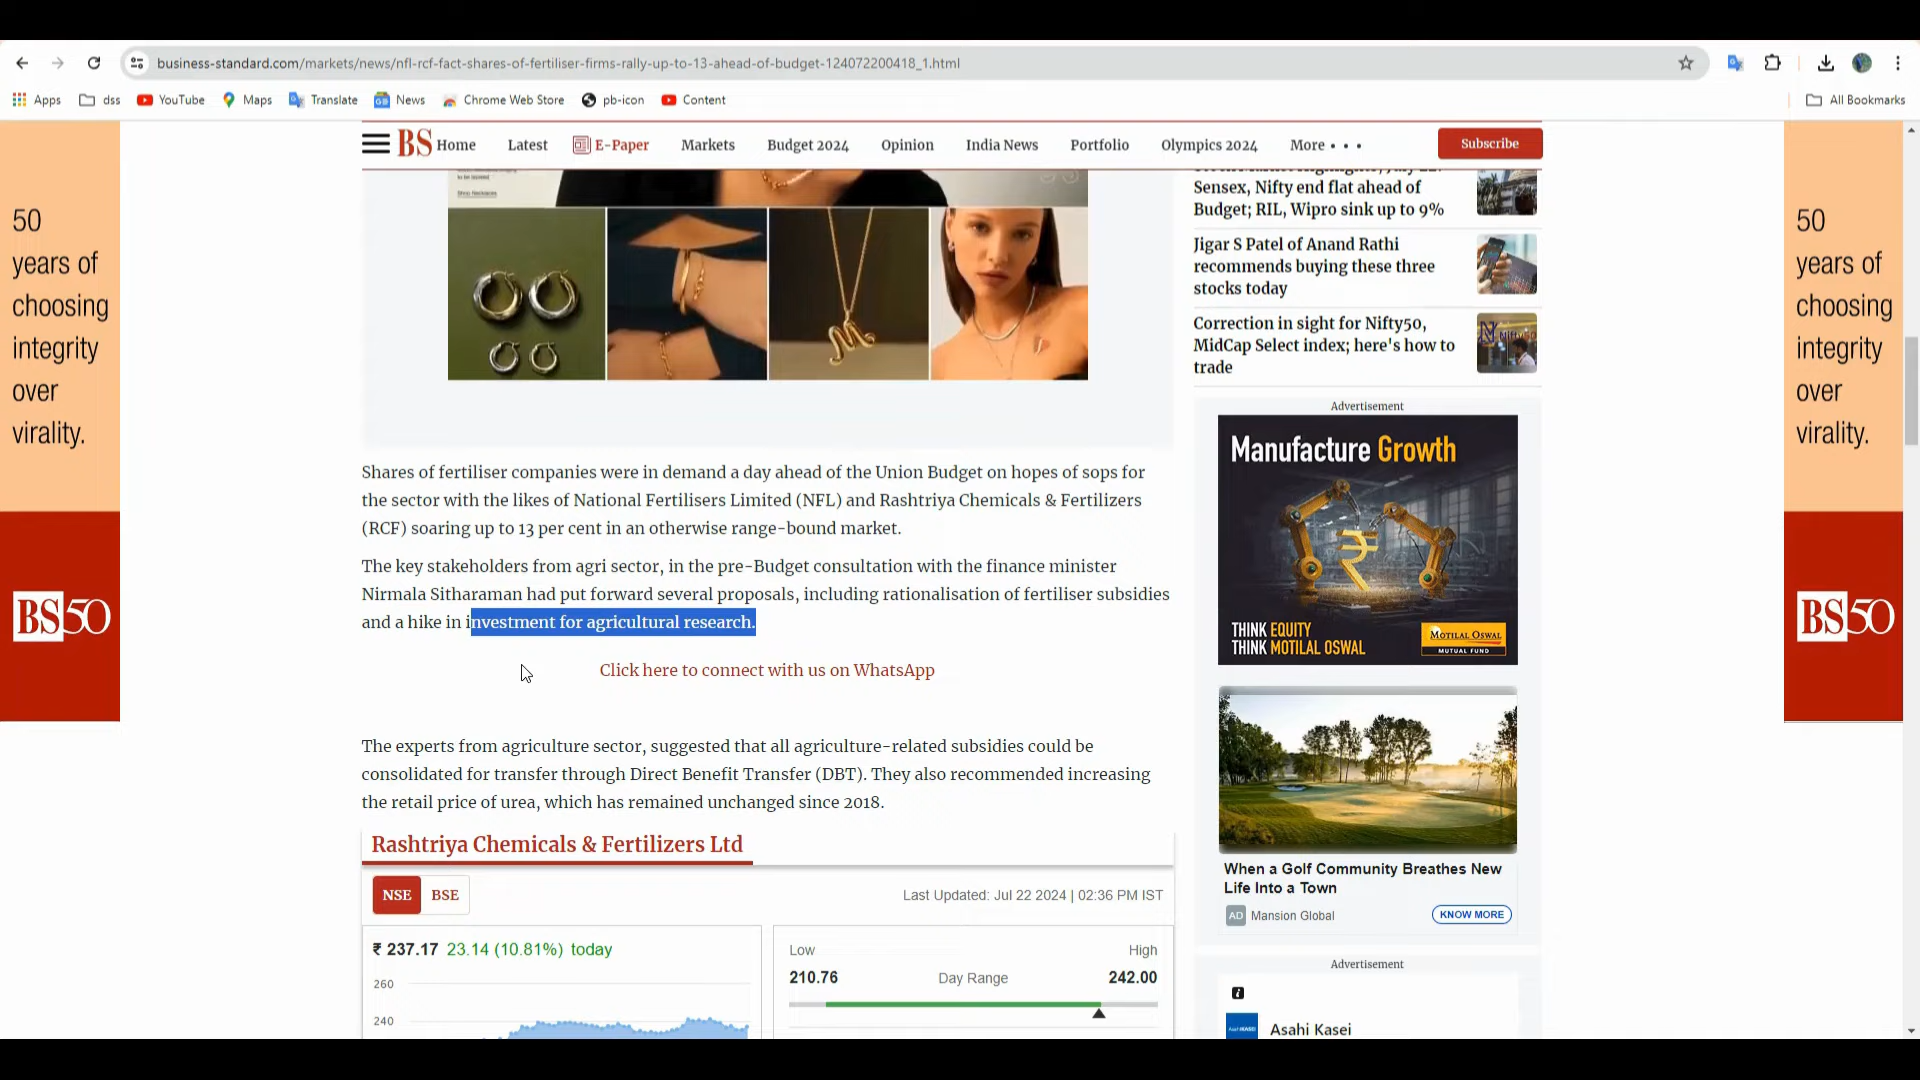 business-standard.com/markets/news/nfl-rcf-fact-shares-of-fertiliser-firms-rally-up-to-13-ahead-of-budget-124072200418_1.html
Apps dss YouTube Maps Translate News Chrome Web Store pb-icon Content All Bookmarks
BS Home Latest E-Paper Markets Budget 2024 Opinion India News Portfolio Olympics 2024 More • • • Subscribe
50
years of
choosing
integrity
over
virality.
BS50
Shares of fertiliser companies were in demand a day ahead of the Union Budget on hopes of sops for
the sector with the likes of National Fertilisers Limited (NFL) and Rashtriya Chemicals & Fertilizers
(RCF) soaring up to 13 per cent in an otherwise range-bound market.
The key stakeholders from agri sector, in the pre-Budget consultation with the finance minister
Nirmala Sitharaman had put forward several proposals, including rationalisation of fertiliser subsidies
and a hike in investment for agricultural research.
Click here to connect with us on WhatsApp
The experts from agriculture sector, suggested that all agriculture-related subsidies could be
consolidated for transfer through Direct Benefit Transfer (DBT). They also recommended increasing
the retail price of urea, which has remained unchanged since 2018.
Rashtriya Chemicals & Fertilizers Ltd
NSE BSE Last Updated: Jul 22 2024 | 02:36 PM IST
₹ 237.17 23.14 (10.81%) today
260
240
Low High
210.76 Day Range 242.00
Sensex, Nifty end flat ahead of
Budget; RIL, Wipro sink up to 9%
Jigar S Patel of Anand Rathi
recommends buying these three
stocks today
Correction in sight for Nifty50,
MidCap Select index; here's how to
trade
Advertisement
Manufacture Growth
THINK EQUITY
THINK MOTILAL OSWAL
MOTILAL OSWAL
MUTUAL FUND
When a Golf Community Breathes New
Life Into a Town
AD Mansion Global KNOW MORE
Advertisement
Asahi Kasei
50
years of
choosing
integrity
over
virality.
BS50